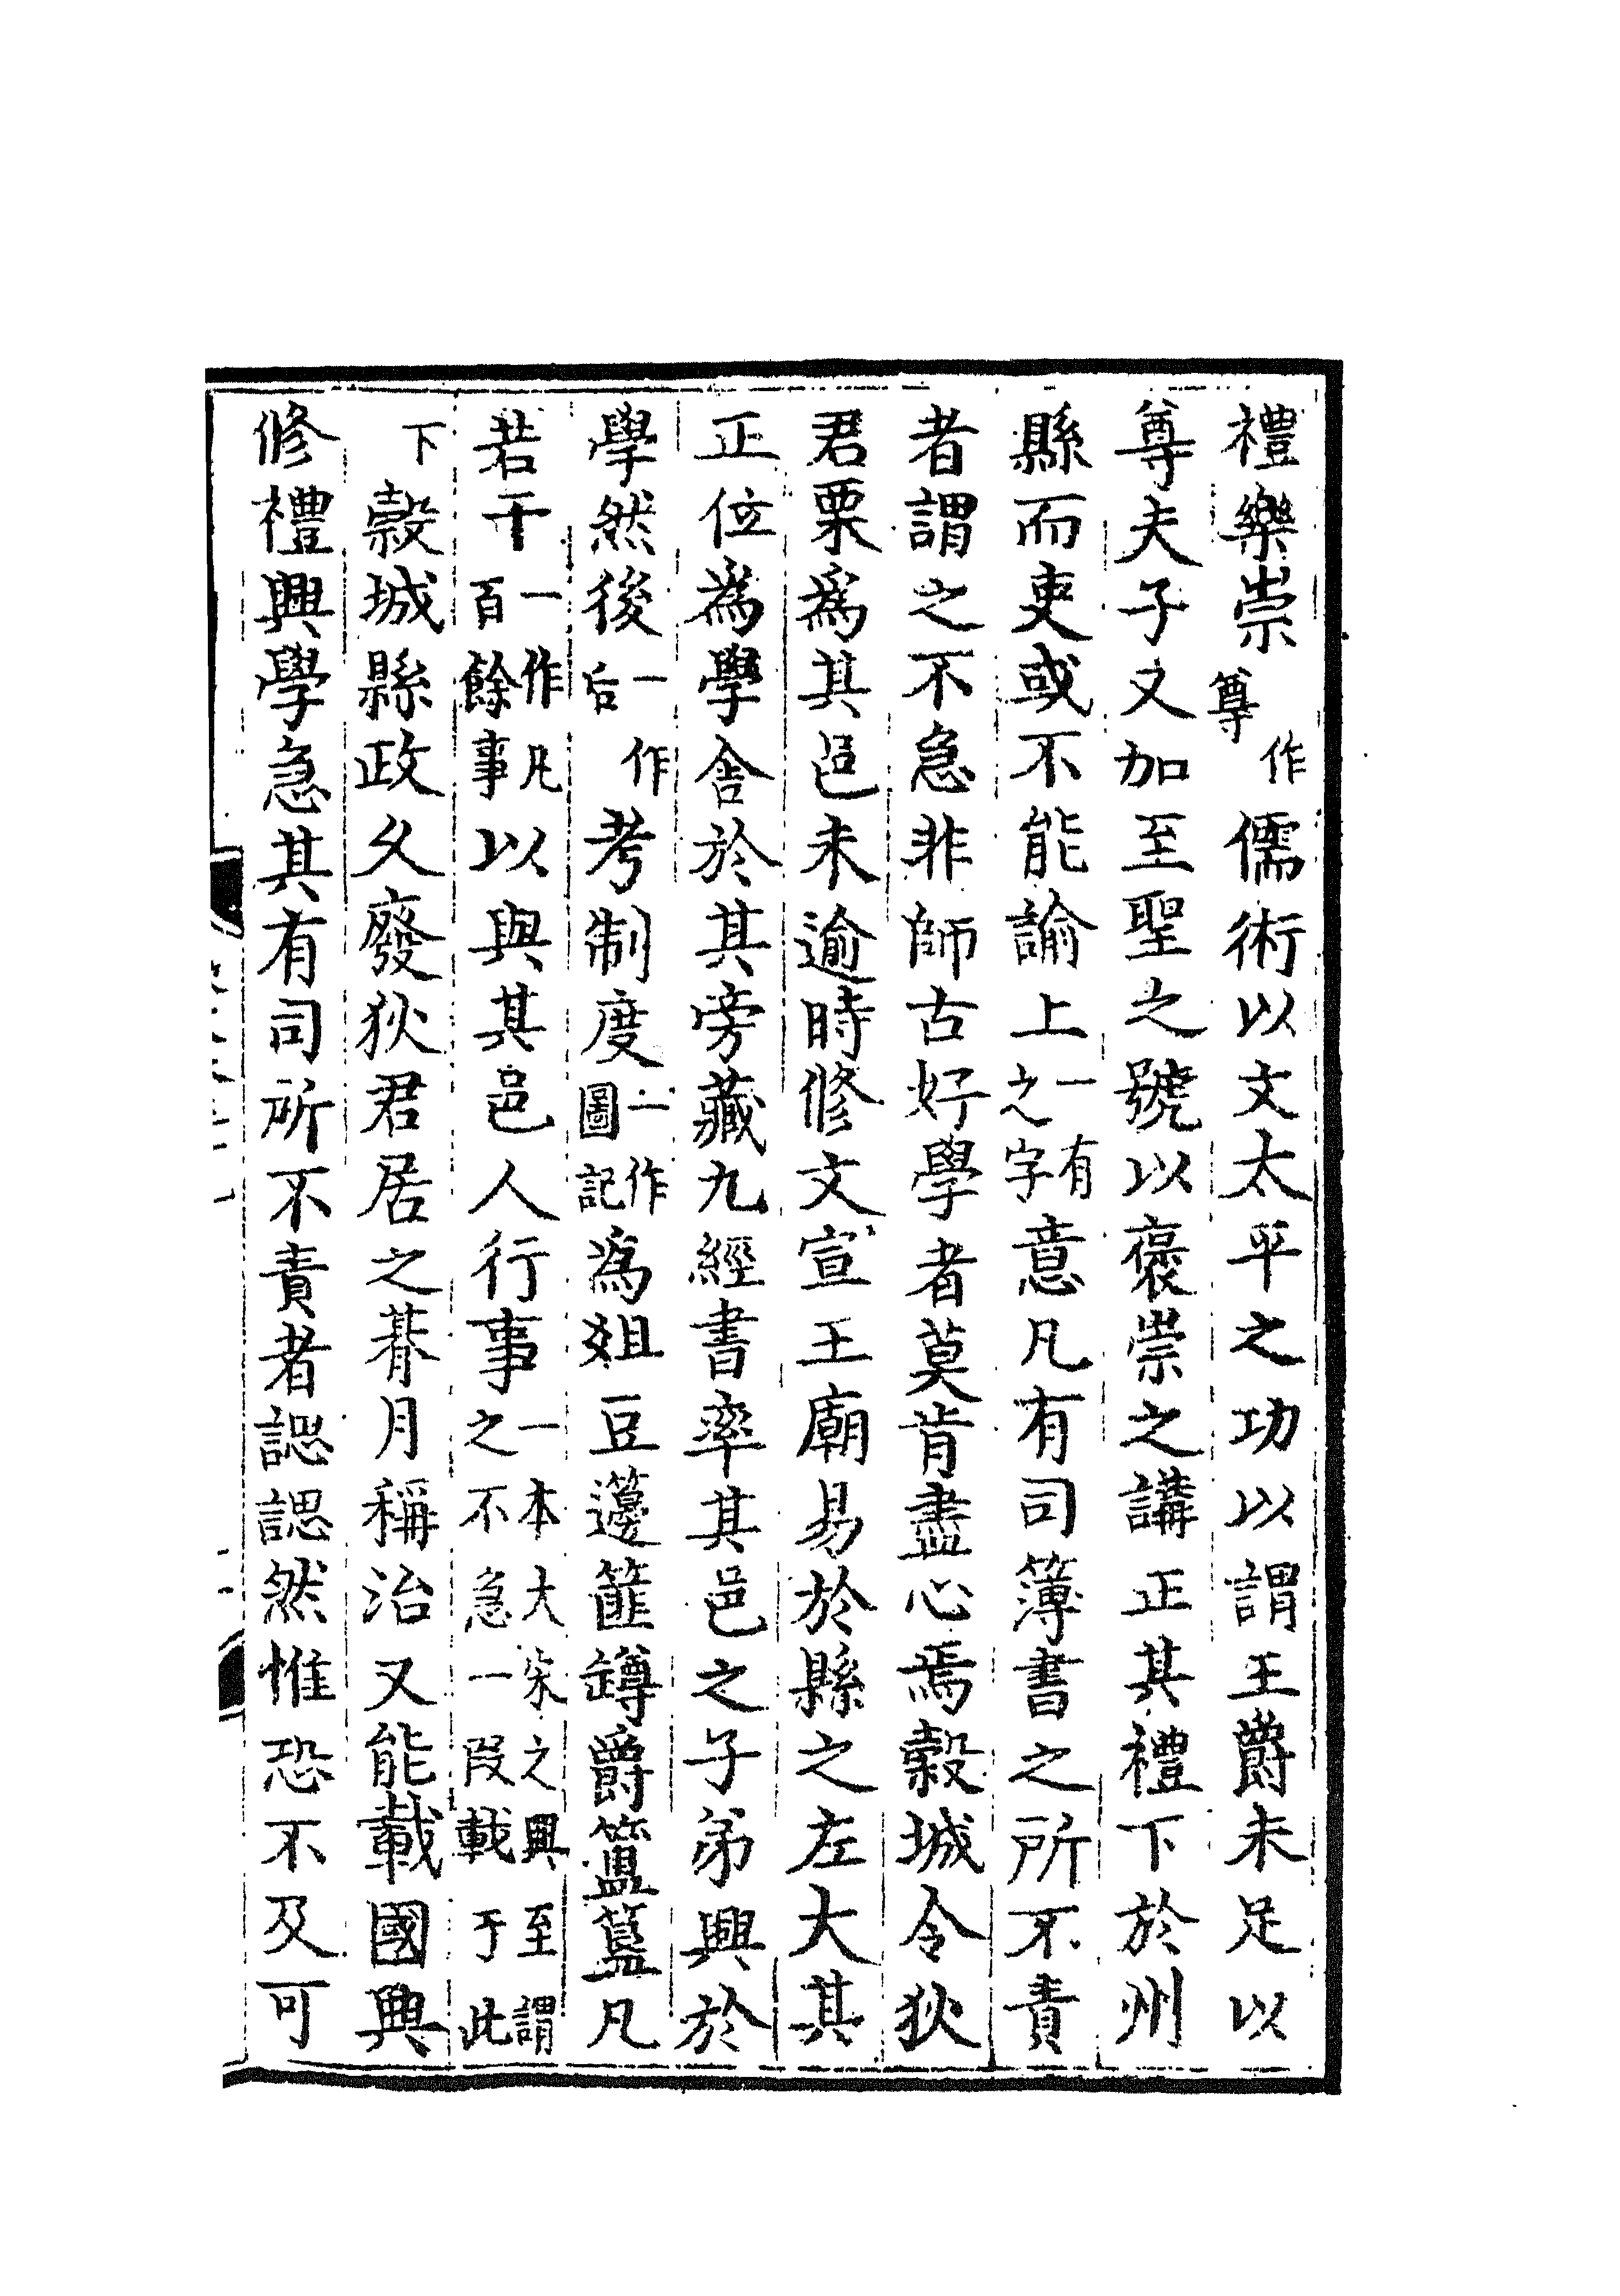 禮樂崇作尊儒術以文太平之功以謂王爵未足以
尊夫子又加至聖之號以褒崇之講正其禮下於州
縣而吏或不能諭上一有之字意凡有司簿書之所不責
者謂之不急非師古好學者莫肯盡心焉榖城令狄
君栗爲其邑未逾時修文宣王廟易於縣之左大其
正位爲學舍於其旁藏九經書率其邑之子弟興於
學然後一作后考制度一作圖記爲俎豆籩篚罇爵簠簋凡
若干一作凡百餘事以與其邑人行事一本大宋之興至謂之不急一段載于此
下榖城縣政久廢狄君居之朞月稱治又能載國典
修禮興學急其有司所不責者諰諰然惟恐不及可